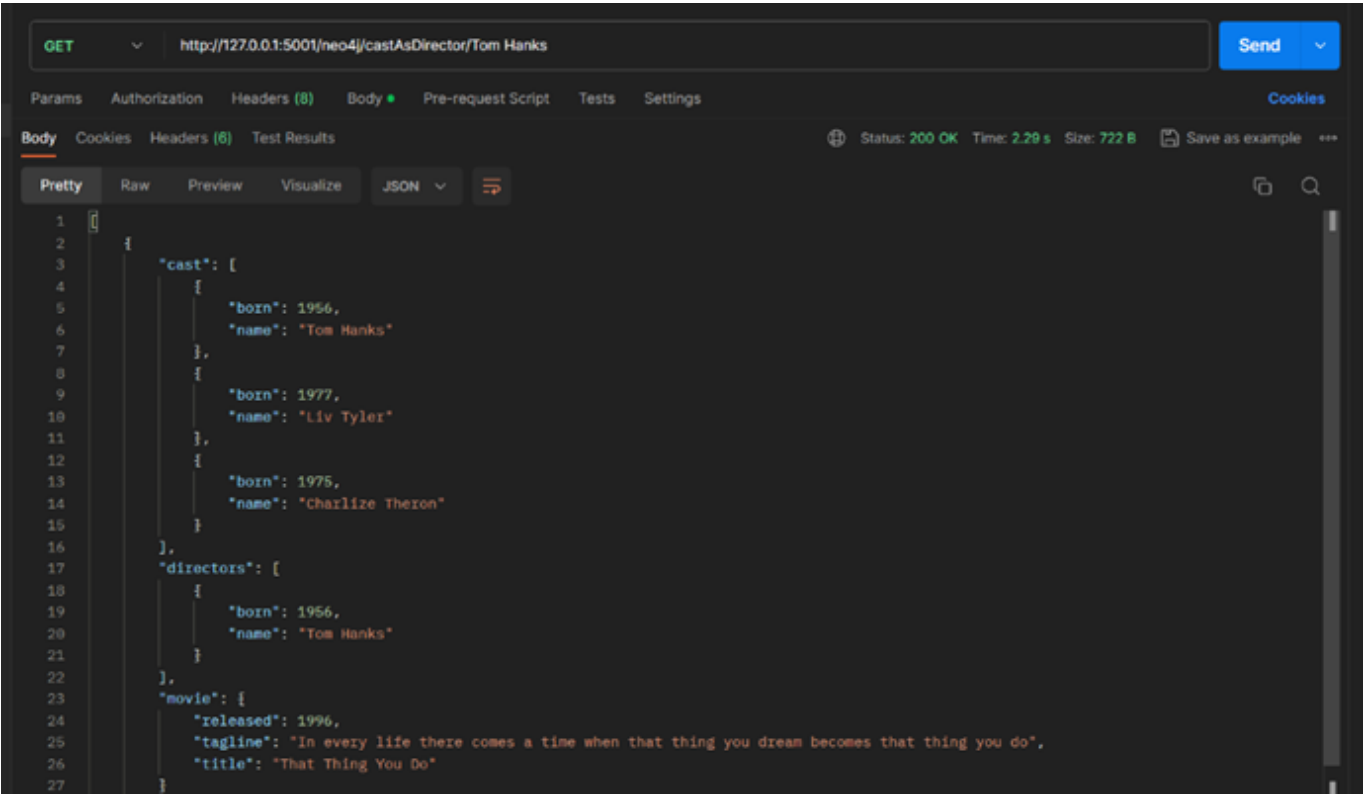 GET http://127.0.0.1:5001/neo4j/castAsDirector/Tom Hanks Send
Params Authorization Headers (8) Body Pre-request Script Tests Settings Cookies
Body Cookies Headers (6) Test Results Status: 200 OK Time: 2.29 s Size: 722 B Save as example
Pretty Raw Preview Visualize JSON
1 [
2 {
3 "cast": [
4 {
5 "born": 1956,
6 "name": "Tom Hanks"
7 },
8 {
9 "born": 1977,
10 "name": "Liv Tyler"
11 },
12 {
13 "born": 1975,
14 "name": "Charlize Theron"
15 }
16 ],
17 "directors": [
18 {
19 "born": 1956,
20 "name": "Tom Hanks"
21 }
22 ],
23 "movie": {
24 "released": 1996,
25 "tagline": "In every life there comes a time when that thing you dream becomes that thing you do",
26 "title": "That Thing You Do"
27 }